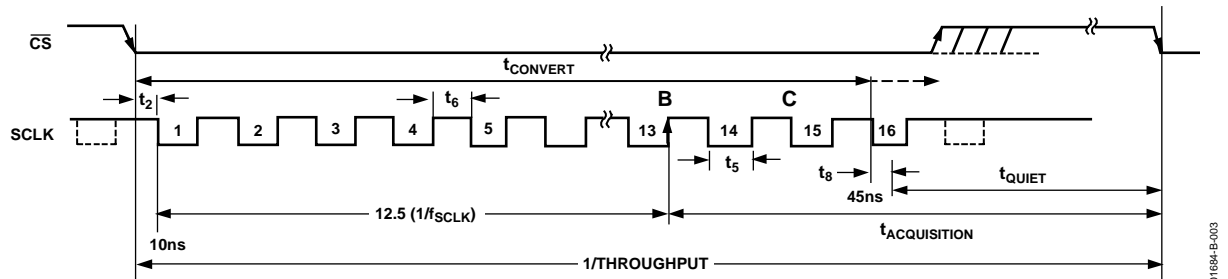 CS
tCONVERT
t2
t6
B
C
SCLK
1
2
3
4
5
13
14
15
16
t5
t8
45ns
tQUIET
12.5 (1/fSCLK)
10ns
tACQUISITION
1/THROUGHPUT
01684-B-003